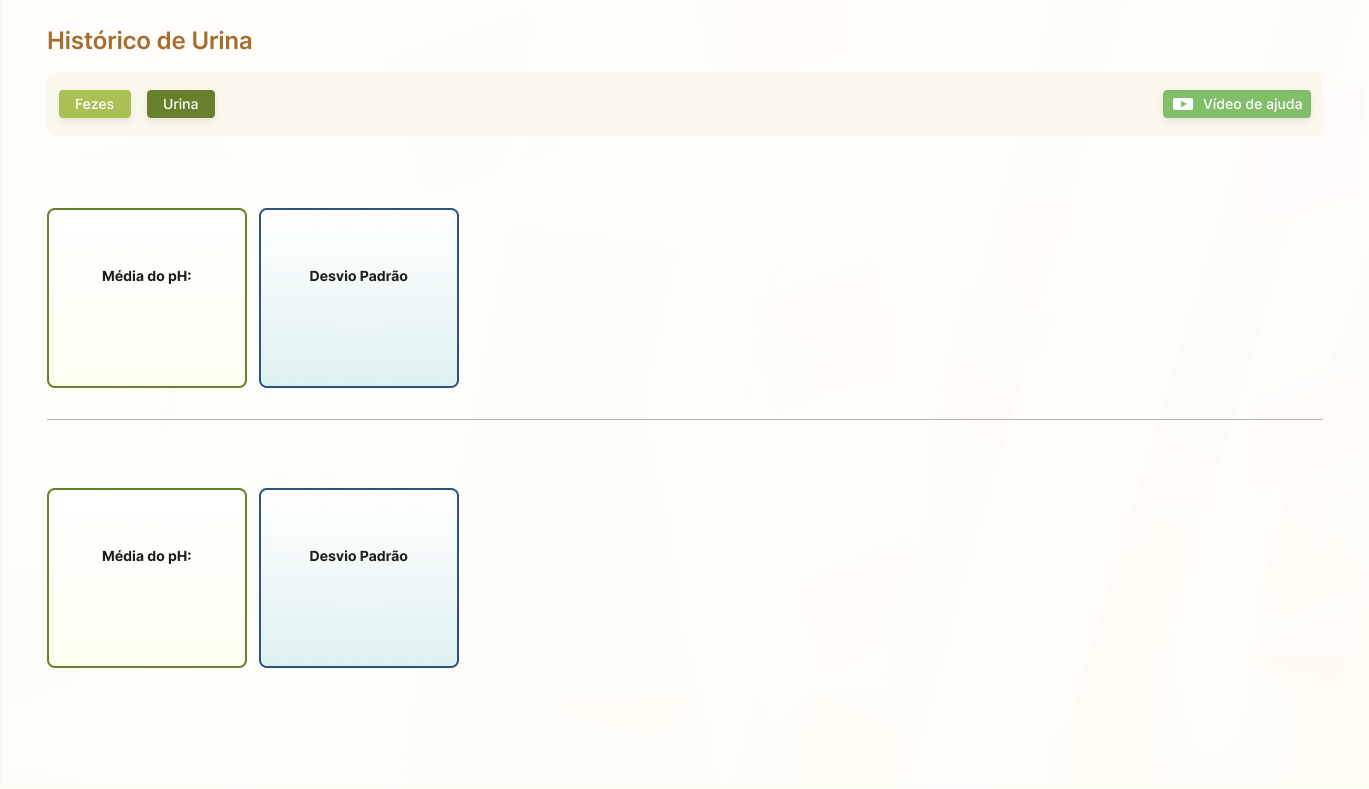 Histórico de Urina
Fezes
Urina
Vídeo de ajuda
Média do pH:
Desvio Padrão
Média do pH:
Desvio Padrão